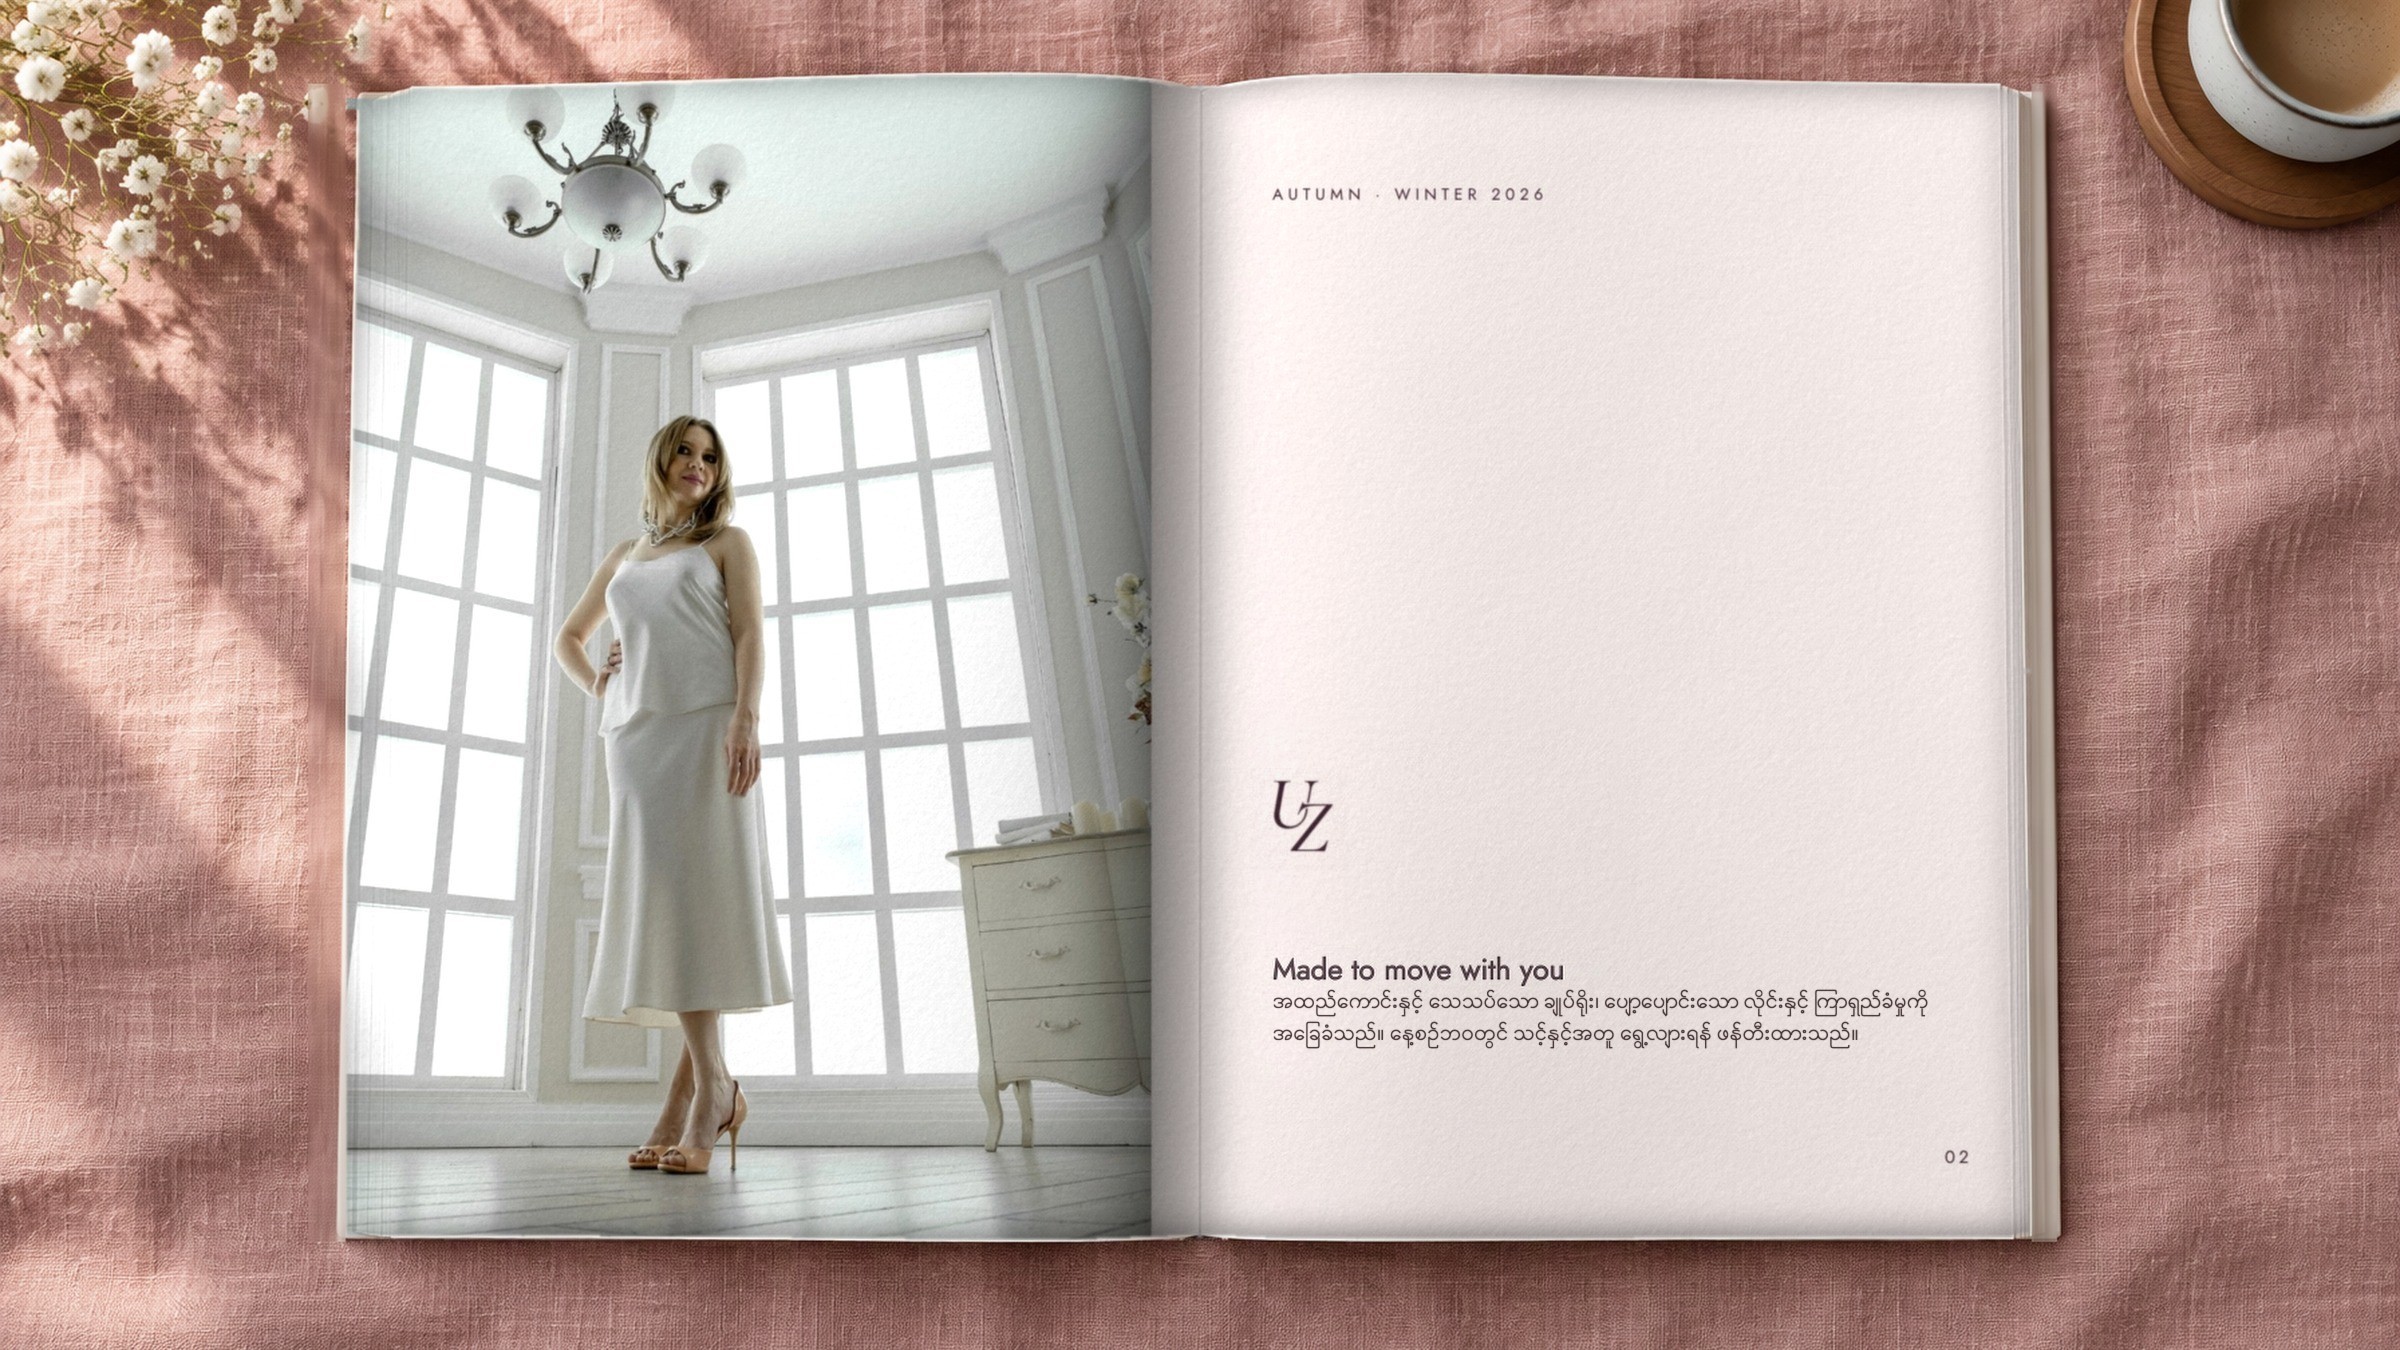 AUTUMN · WINTER 2026
UZ
Made to move with you
အထည်ကောင်းနှင့် သေသပ်သော ချုပ်ရိုး၊ ပျော့ပျောင်းသော လိုင်းနှင့် ကြာရှည်ခံမှုကို
အခြေခံသည်။ နေ့စဉ်ဘဝတွင် သင့်နှင့်အတူ ရွေ့လျားရန် ဖန်တီးထားသည်။
02